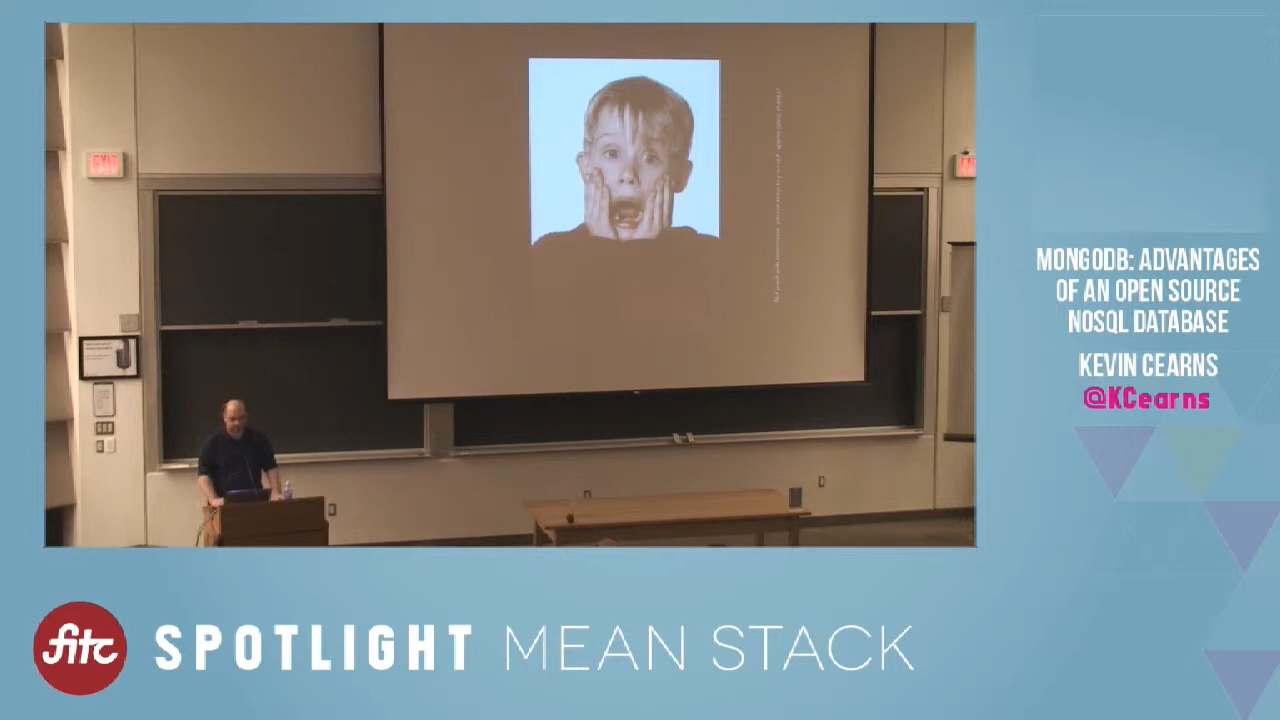 EXIT
EXIT
MONGODB: ADVANTAGES
OF AN OPEN SOURCE
NOSQL DATABASE
KEVIN CEARNS
@KCearns
fitc
SPOTLIGHT MEAN STACK